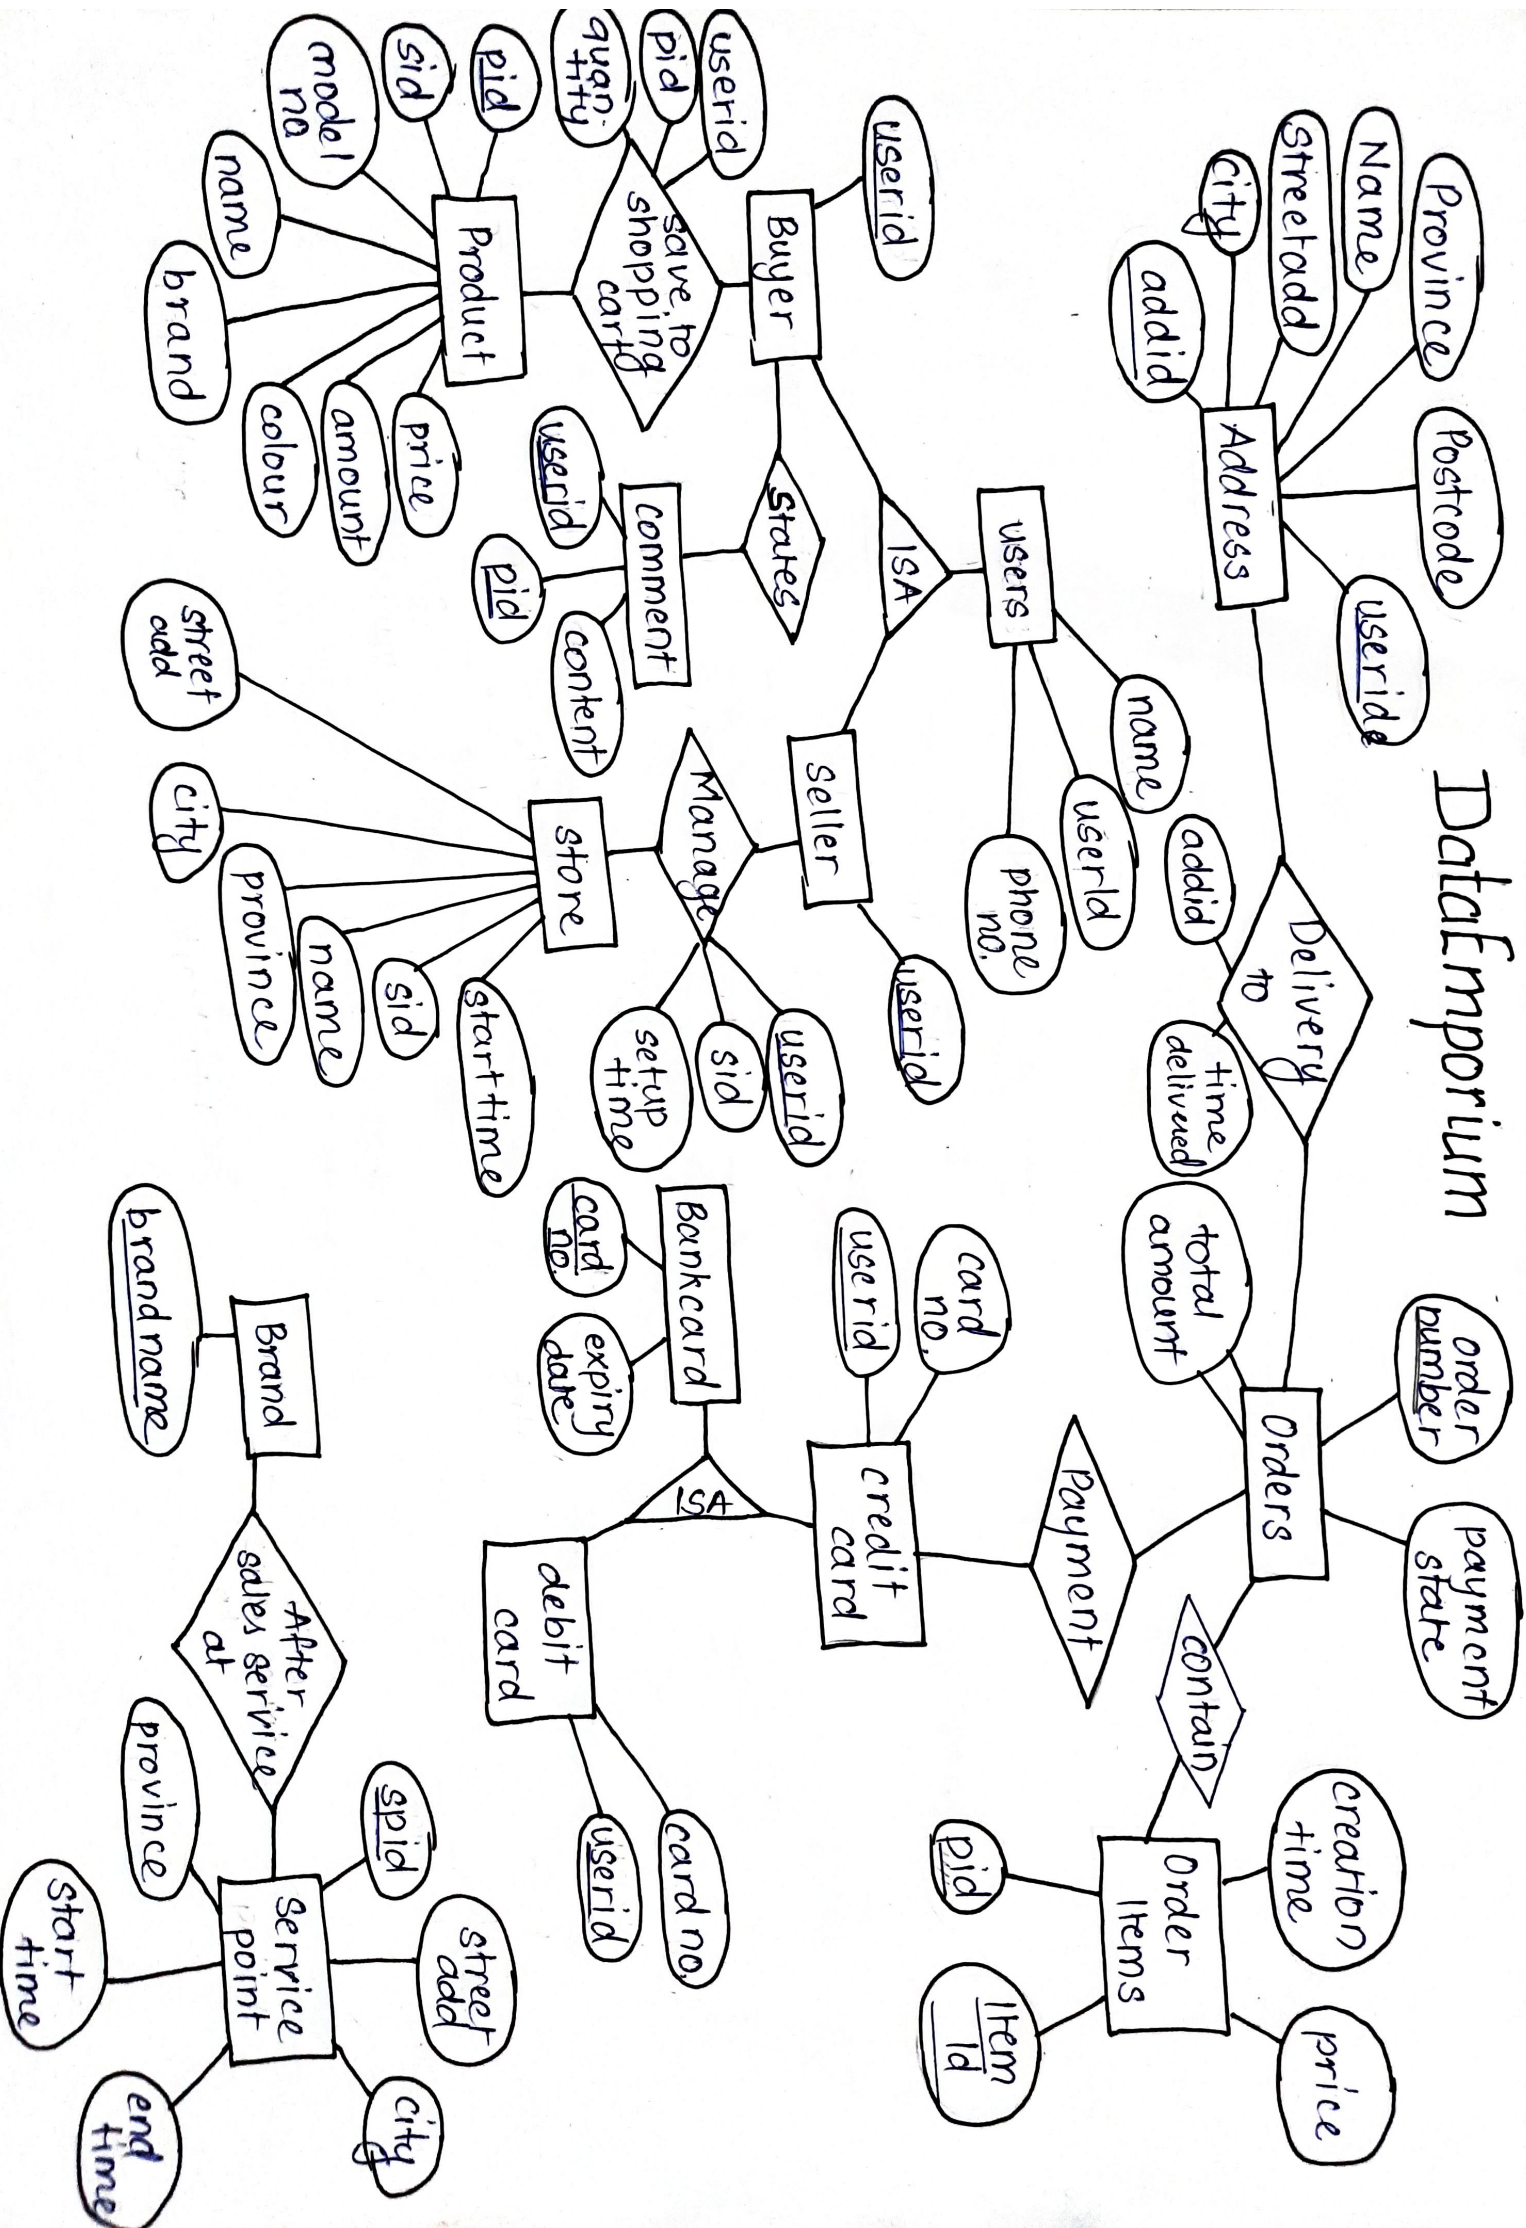 DataEmporium
Province
Name
Streetadd
city
addid
Postcode
useride
Address
Delivery
to
addid
time
delivered
order
number
payment
state
total
amount
Orders
contain
creation
time
price
Order
Items
pid
Item
Id
Payment
userid
Buyer
users
name
userId
phone
no.
ISA
Seller
userid
card
no.
userid
credit
card
userid
pid
quan
tity
save to
shopping
cart
States
comment
userid
pid
content
Manage
userid
sid
setup
time
Bankcard
card
no.
expiry
date
ISA
debit
card
card no.
userid
pid
sid
model
no
name
brand
colour
amount
price
Product
store
street
add
city
province
name
sid
start time
Brand
brand name
After
sales service
at
spid
province
street
add
Service
point
start
time
end
time
city